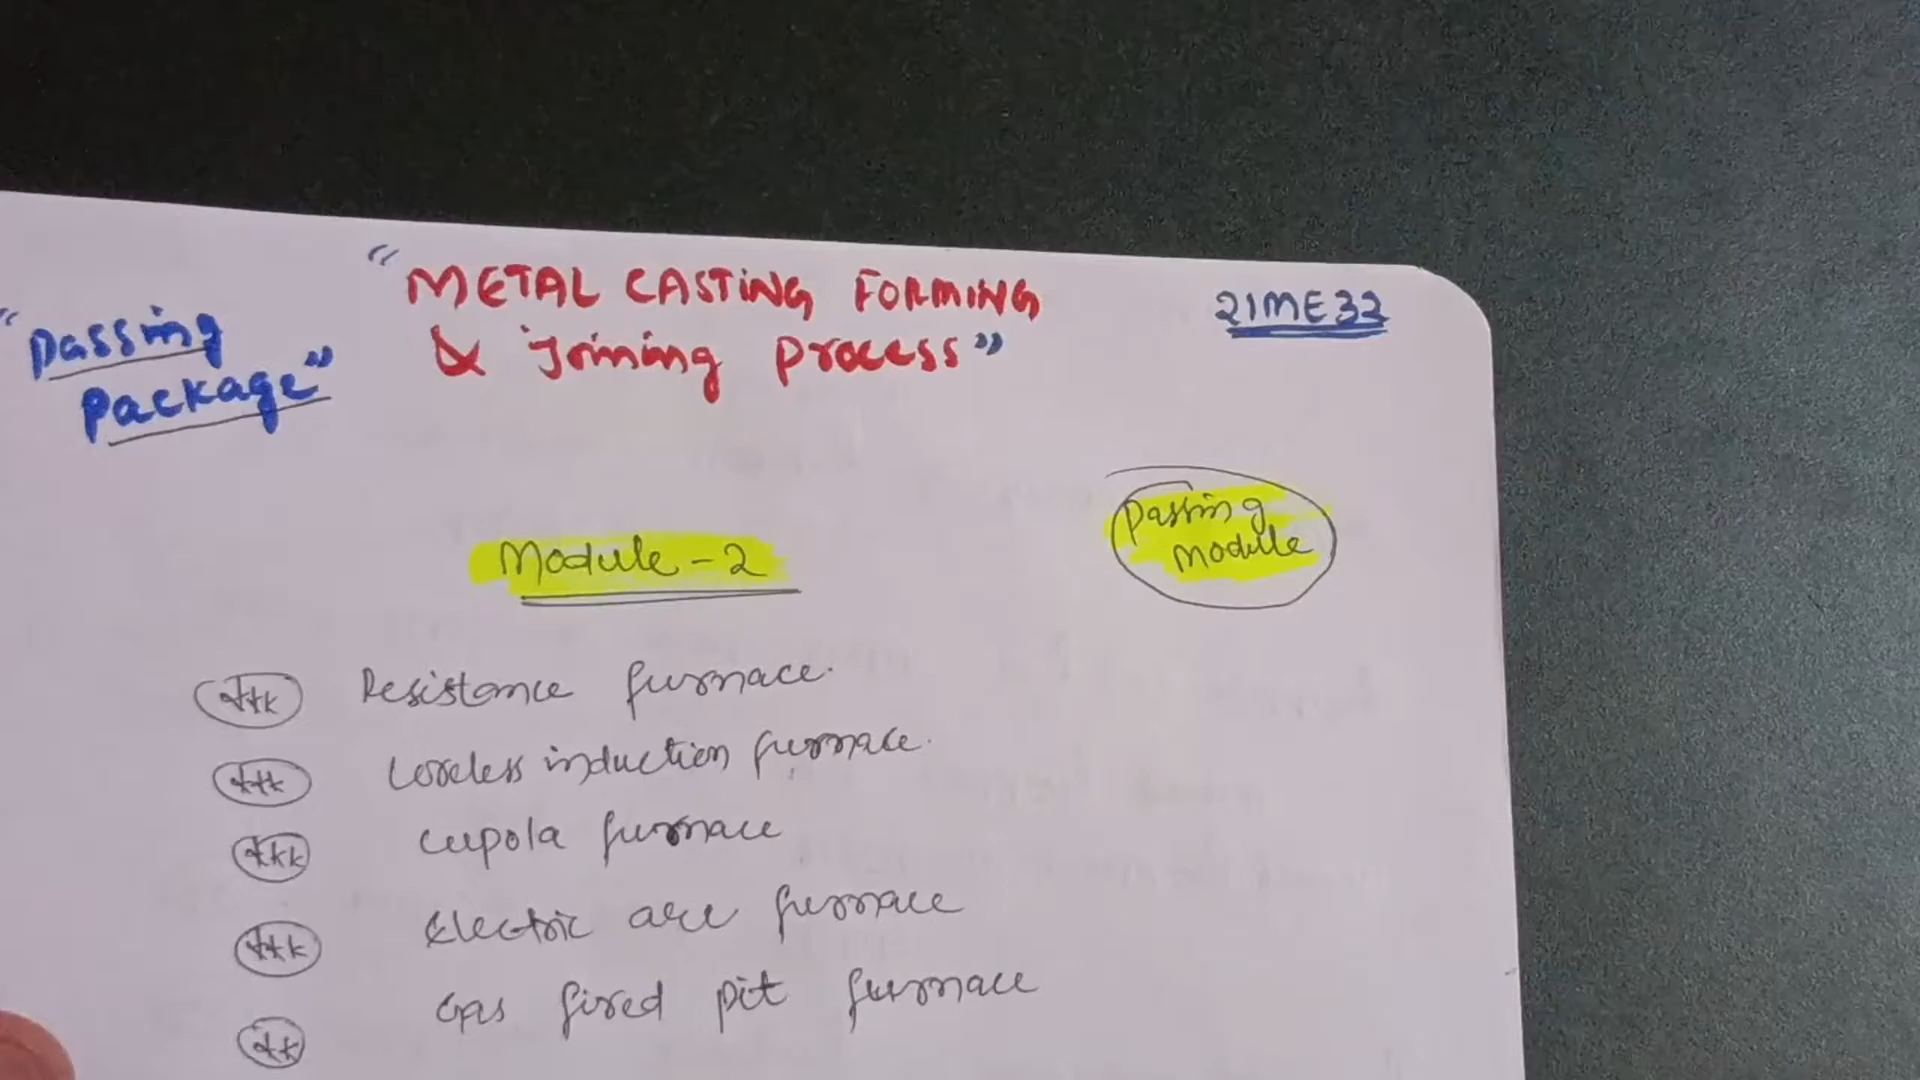 "METAL CASTING FORMING
& Joining process"
21ME32
"Passing
Package"
Module-2
Passing
Module
*** Resistance furnace.
*** Coreless induction furnace.
*** cupola furnace
*** Electric arc furnace
** Gas fired pit furnace